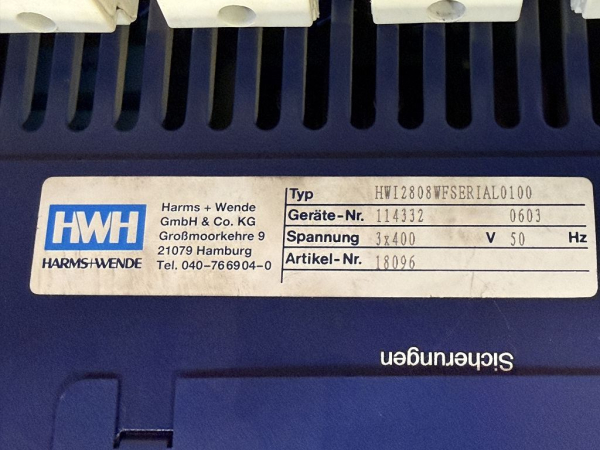 HWH
HARMS+WENDE
Harms + Wende
GmbH & Co. KG
Großmoorkehre 9
21079 Hamburg
Tel. 040-766904-0
Typ HWI2808WFSERIAL0100
Geräte-Nr. 114332 0603
Spannung 3x400 V 50 Hz
Artikel-Nr. 18096
Sicherungen